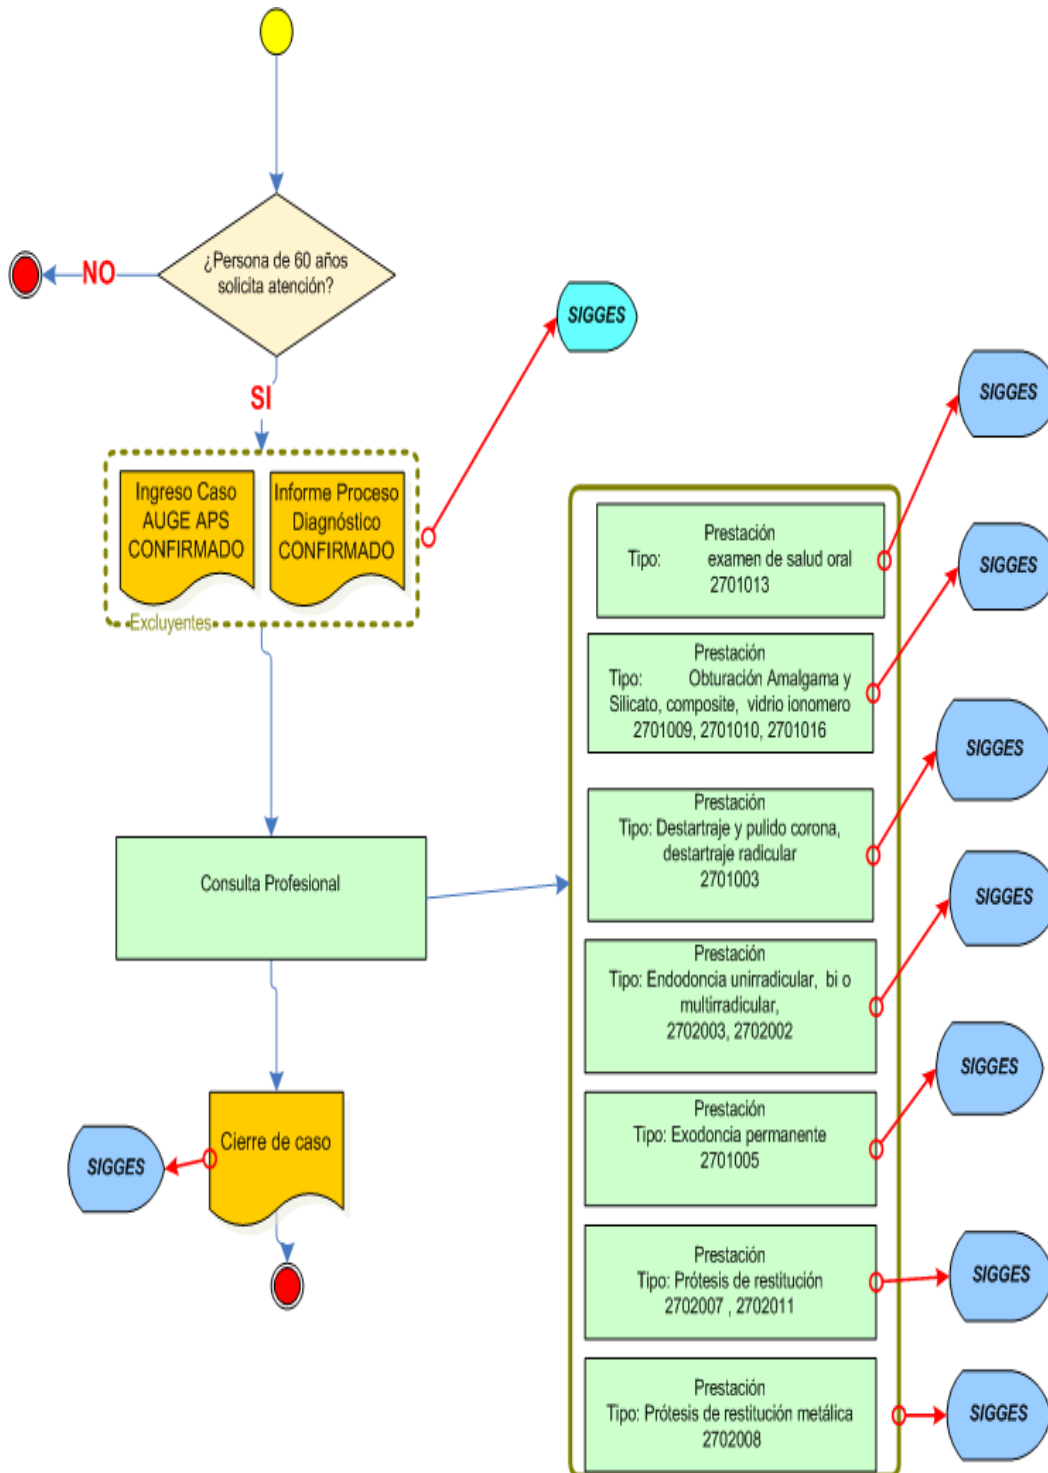 ¿Persona de 60 años
solicita atención?
NO
SI
SIGGES
Ingreso Caso
AUGE APS
CONFIRMADO
Informe Proceso
Diagnóstico
CONFIRMADO
Excluyentes
Consulta Profesional
Cierre de caso
SIGGES
Prestación
Tipo: examen de salud oral
2701013
SIGGES
Prestación
Tipo: Obturación Amalgama y
Silicato, composite, vidrio ionomero
2701009, 2701010, 2701016
SIGGES
Prestación
Tipo: Destartraje y pulido corona,
destartraje radicular
2701003
SIGGES
Prestación
Tipo: Endodoncia unirradicular, bi o
multirradicular,
2702003, 2702002
SIGGES
Prestación
Tipo: Exodoncia permanente
2701005
SIGGES
Prestación
Tipo: Prótesis de restitución
2702007 , 2702011
SIGGES
Prestación
Tipo: Prótesis de restitución metálica
2702008
SIGGES